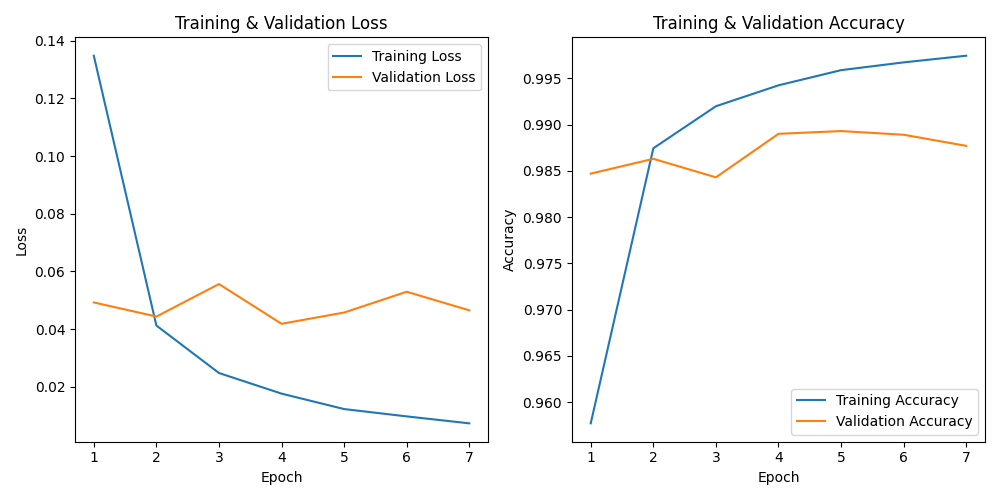 Training & Validation Loss
0.14
0.12
0.10
0.08
0.06
0.04
0.02
Loss
Training Loss
Validation Loss
1 2 3 4 5 6 7
Epoch
Training & Validation Accuracy
0.995
0.990
0.985
0.980
0.975
0.970
0.965
0.960
Accuracy
Training Accuracy
Validation Accuracy
1 2 3 4 5 6 7
Epoch